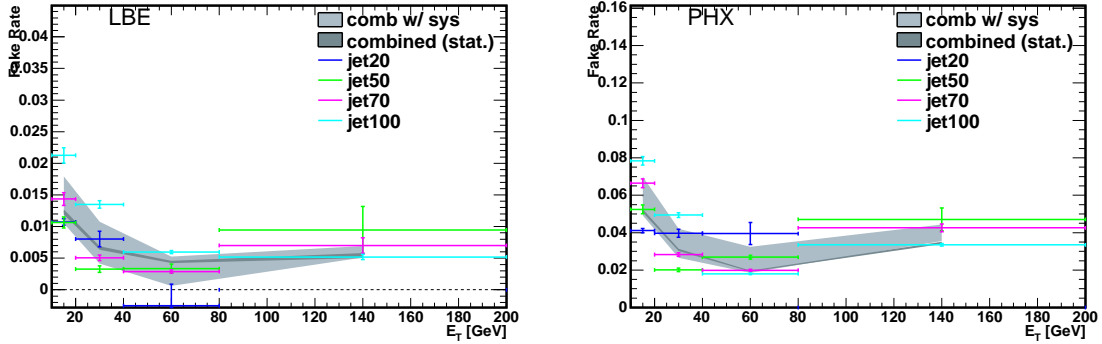 LBE
Fake Rate
0.04
0.035
0.03
0.025
0.02
0.015
0.01
0.005
0
comb w/ sys
combined (stat.)
jet20
jet50
jet70
jet100
20 40 60 80 100 120 140 160 180 200
E_T [GeV]
PHX
Fake Rate
0.16
0.14
0.12
0.1
0.08
0.06
0.04
0.02
0
comb w/ sys
combined (stat.)
jet20
jet50
jet70
jet100
20 40 60 80 100 120 140 160 180 200
E_T [GeV]